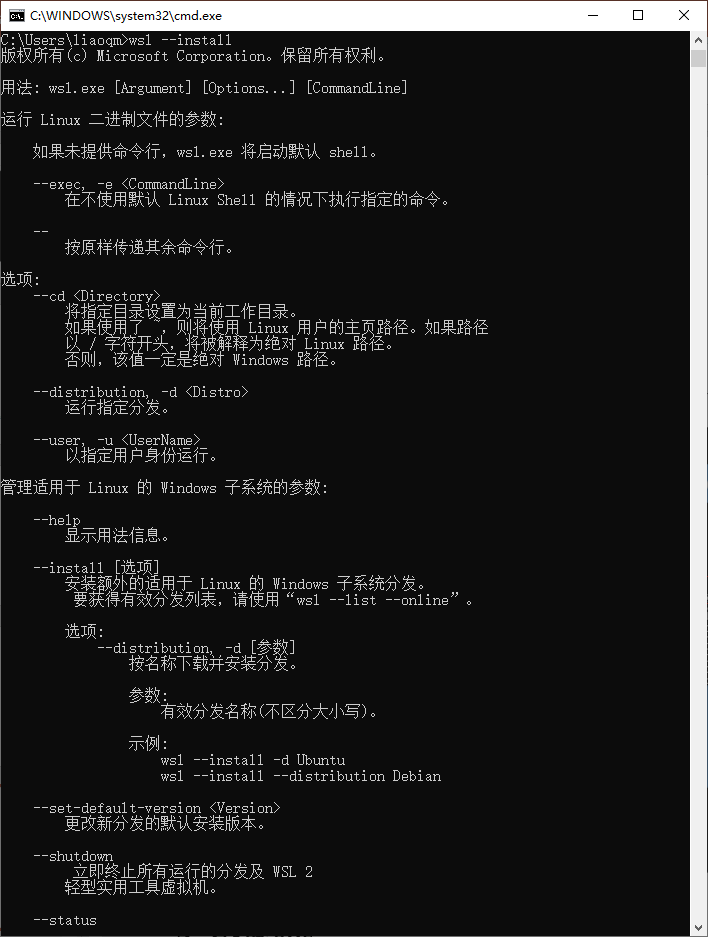 C:\WINDOWS\system32\cmd.exe
C:\Users\liaoqm>wsl --install
版权所有(c) Microsoft Corporation。保留所有权利。
用法: wsl.exe [Argument] [Options...] [CommandLine]
运行 Linux 二进制文件的参数:
如果未提供命令行，wsl.exe 将启动默认 shell。
--exec, -e <CommandLine>
在不使用默认 Linux Shell 的情况下执行指定的命令。
--
按原样传递其余命令行。
选项:
--cd <Directory>
将指定目录设置为当前工作目录。
如果使用了 ~，则将使用 Linux 用户的主页路径。如果路径
以 / 字符开头，将被解释为绝对 Linux 路径。
否则，该值一定是绝对 Windows 路径。
--distribution, -d <Distro>
运行指定分发。
--user, -u <UserName>
以指定用户身份运行。
管理适用于 Linux 的 Windows 子系统的参数:
--help
显示用法信息。
--install [选项]
安装额外的适用于 Linux 的 Windows 子系统分发。
要获得有效分发列表，请使用“wsl --list --online”。
选项:
--distribution, -d [参数]
按名称下载并安装分发。
参数:
有效分发名称(不区分大小写)。
示例:
wsl --install -d Ubuntu
wsl --install --distribution Debian
--set-default-version <Version>
更改新分发的默认安装版本。
--shutdown
立即终止所有运行的分发及 WSL 2
轻型实用工具虚拟机。
--status